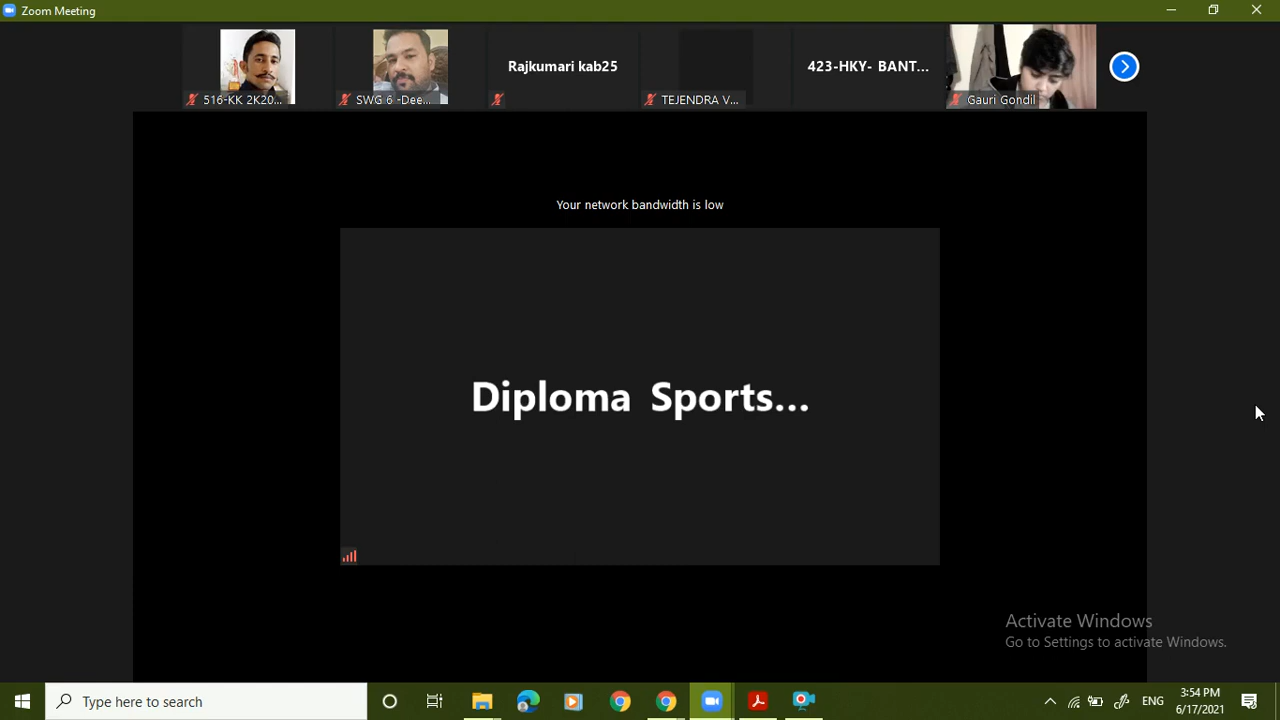 Zoom Meeting
516-KK 2K20...
SWG 6 -Dee...
Rajkumari kab25
TEJENDRA V...
423-HKY- BANT...
Gauri Gondil
Your network bandwidth is low
Diploma Sports...
Activate Windows
Go to Settings to activate Windows.
Type here to search
ENG
3:54 PM
6/17/2021